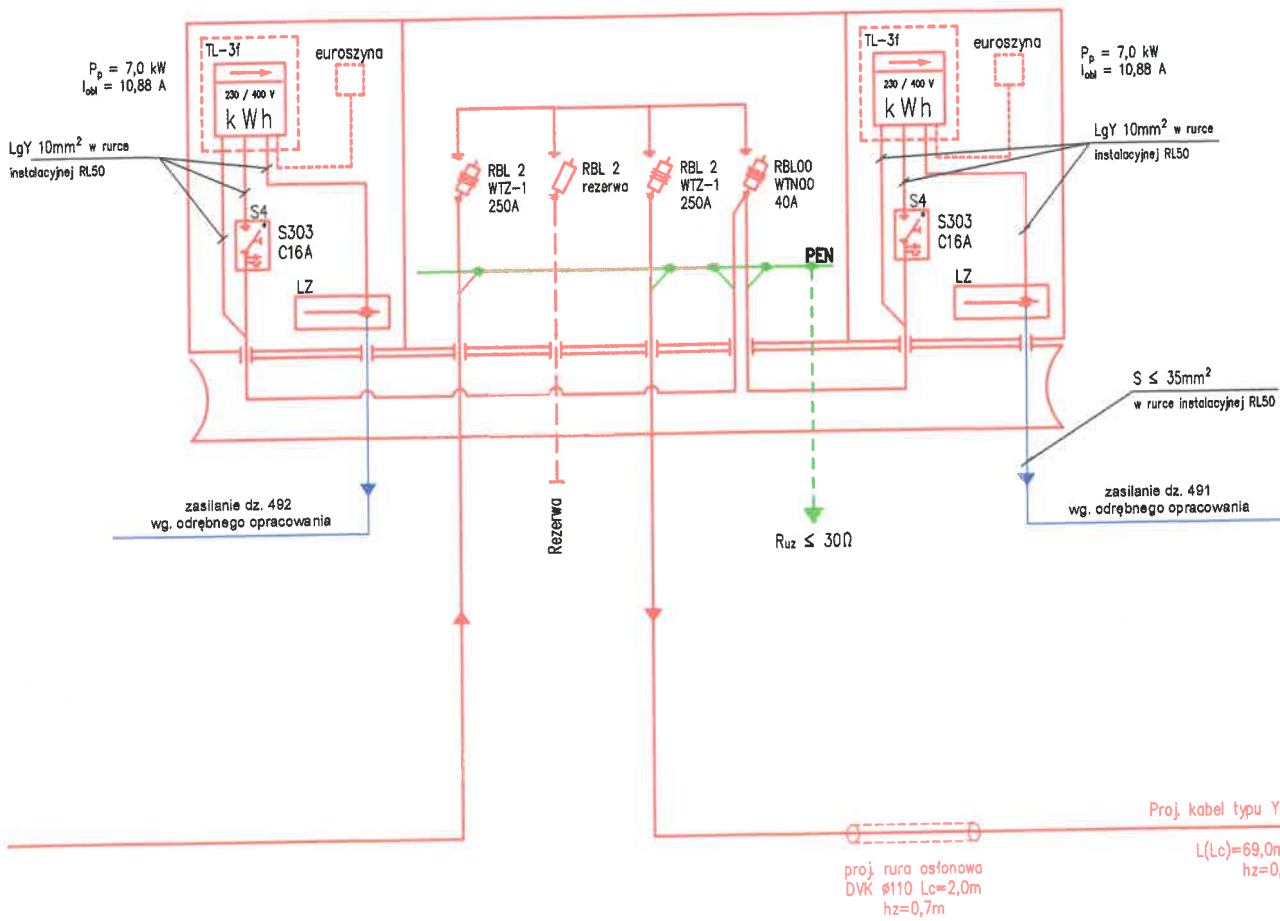 TL-3f
euroszyna
Pp = 7,0 kW
Iobl = 10,88 A
230 / 400 V
kWh
LgY 10mm² w rurce
instalacyjnej RL50
S4
S303
C16A
LZ
RBL 2
WTZ-1
250A
RBL 2
rezerwa
RBL 2
WTZ-1
250A
RBL00
WTN00
40A
PEN
TL-3f
euroszyna
Pp = 7,0 kW
Iobl = 10,88 A
230 / 400 V
kWh
LgY 10mm² w rurce
instalacyjnej RL50
S4
S303
C16A
LZ
S ≤ 35mm²
w rurce instalacyjnej RL50
zasilanie dz. 492
wg. odrębnego opracowania
Rezerwa
Ruz ≤ 30Ω
zasilanie dz. 491
wg. odrębnego opracowania
Proj. kabel typu Y
L(Lc)=69,0m
hz=0,
proj. rura osłonowa
DVK ø110 Lc=2,0m
hz=0,7m